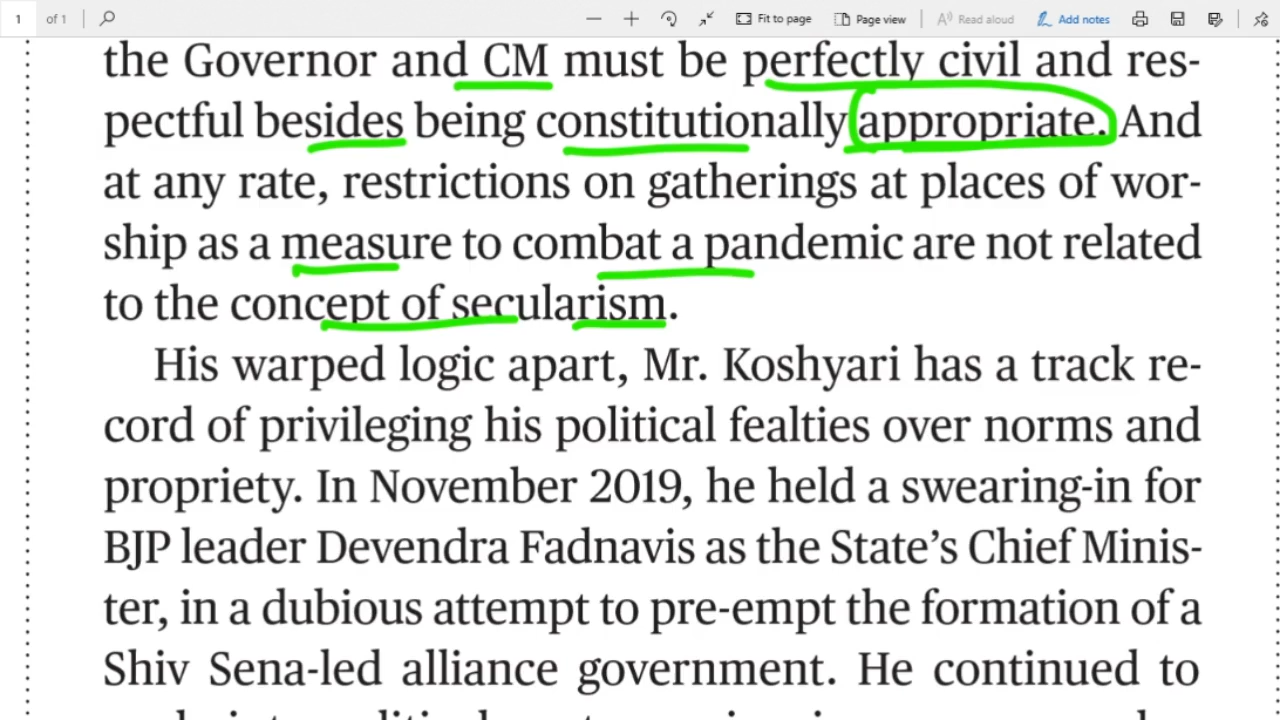 1 of 1 Fit to page Page view Read aloud Add notes
the Governor and CM must be perfectly civil and res-
pectful besides being constitutionally appropriate. And
at any rate, restrictions on gatherings at places of wor-
ship as a measure to combat a pandemic are not related
to the concept of secularism.
His warped logic apart, Mr. Koshyari has a track re-
cord of privileging his political fealties over norms and
propriety. In November 2019, he held a swearing-in for
BJP leader Devendra Fadnavis as the State’s Chief Minis-
ter, in a dubious attempt to pre-empt the formation of a
Shiv Sena-led alliance government. He continued to